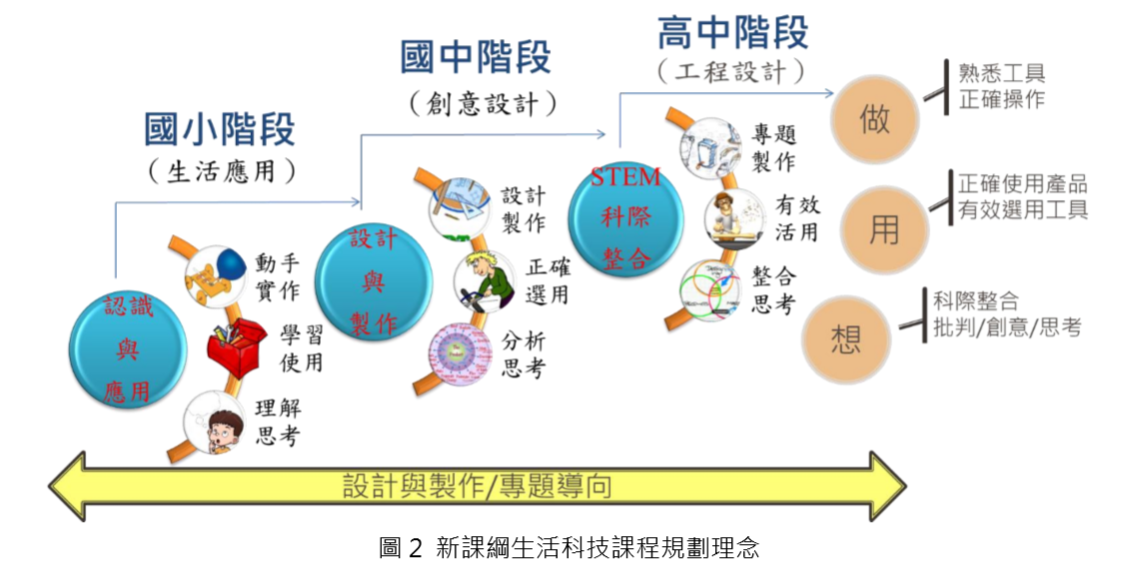 國小階段
（生活應用）
認識
與
應用
動手
實作
學習
使用
理解
思考
國中階段
（創意設計）
設計
與
製作
設計
製作
正確
選用
分析
思考
高中階段
（工程設計）
STEM
科際
整合
專題
製作
有效
活用
整合
思考
做
熟悉工具
正確操作
用
正確使用產品
有效選用工具
想
科際整合
批判/創意/思考
設計與製作/專題導向
圖 2 新課綱生活科技課程規劃理念